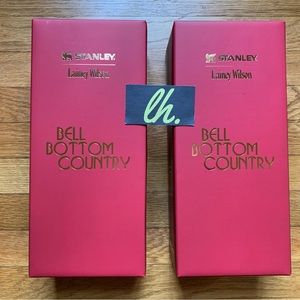 STANLEY
Lainey Wilson
BELL
BOTTOM
COUNTRY
lh.
STANLEY
Lainey Wilson
BELL
BOTTOM
COUNTRY